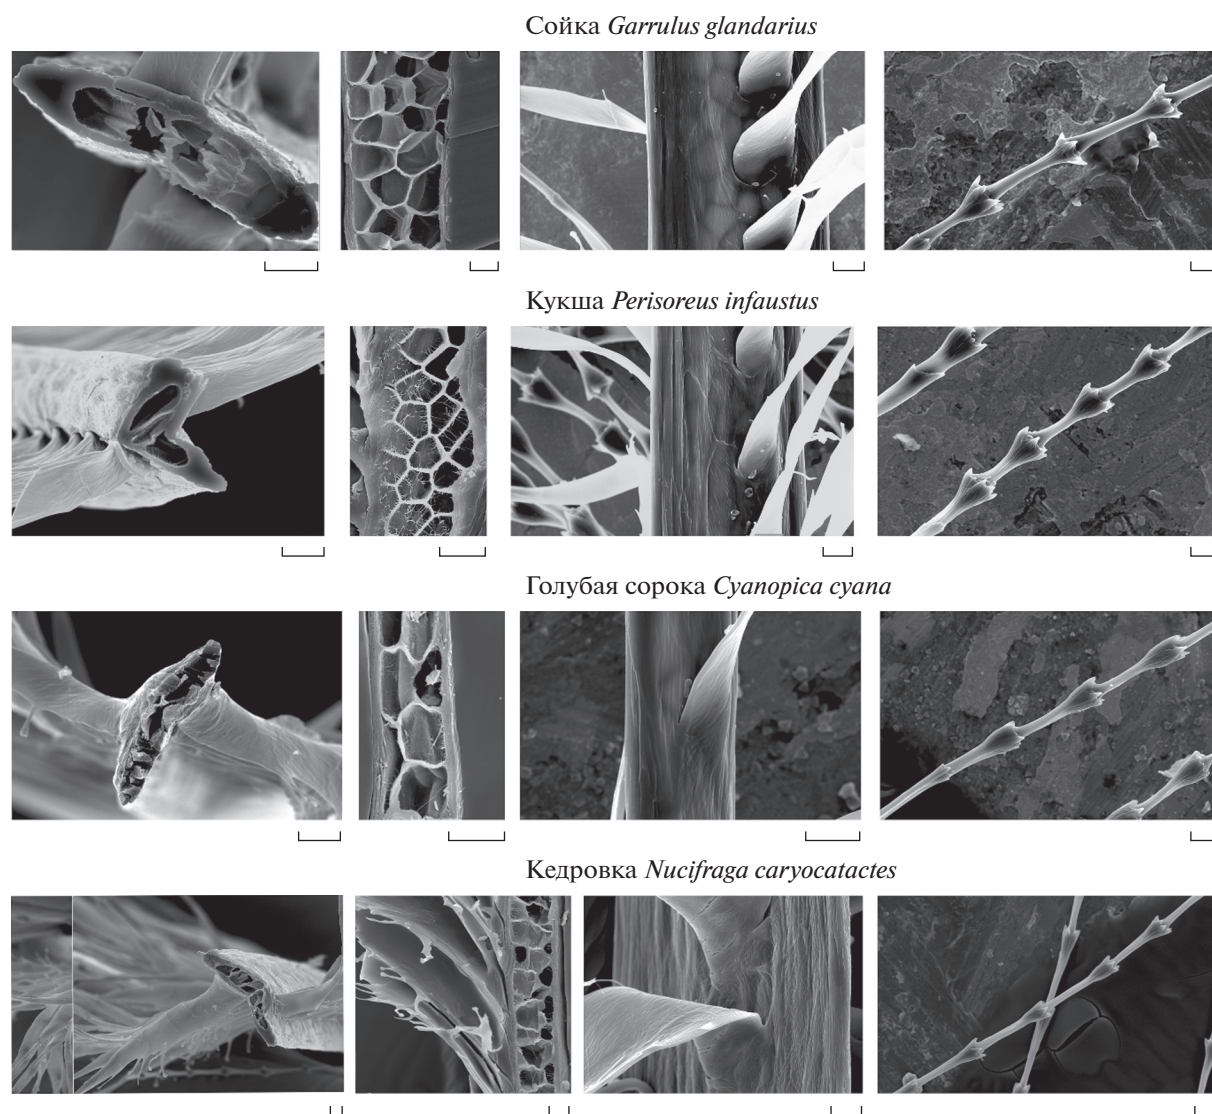 Сойка Garrulus glandarius
Кукша Perisoreus infaustus
Голубая сорока Cyanopica cyana
Кедровка Nucifraga caryocatactes